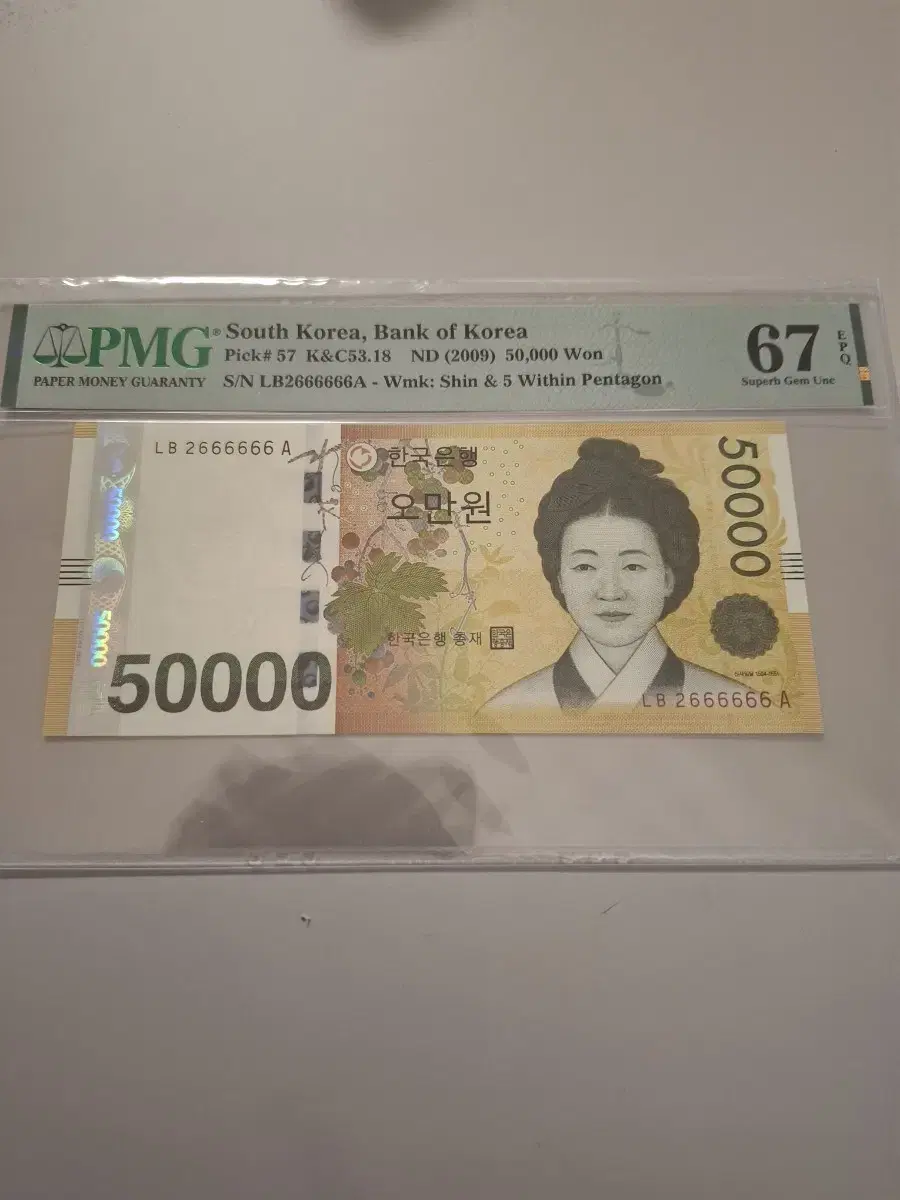 PMG®
PAPER MONEY GUARANTY
South Korea, Bank of Korea
Pick# 57 K&C53.18 ND (2009) 50,000 Won
S/N LB2666666A - Wmk: Shin & 5 Within Pentagon
67
Superb Gem Unc
EPQ
LB 2666666 A
한국은행
오만원
50000
50000
50000
한국은행 총재
50000
LB 2666666 A